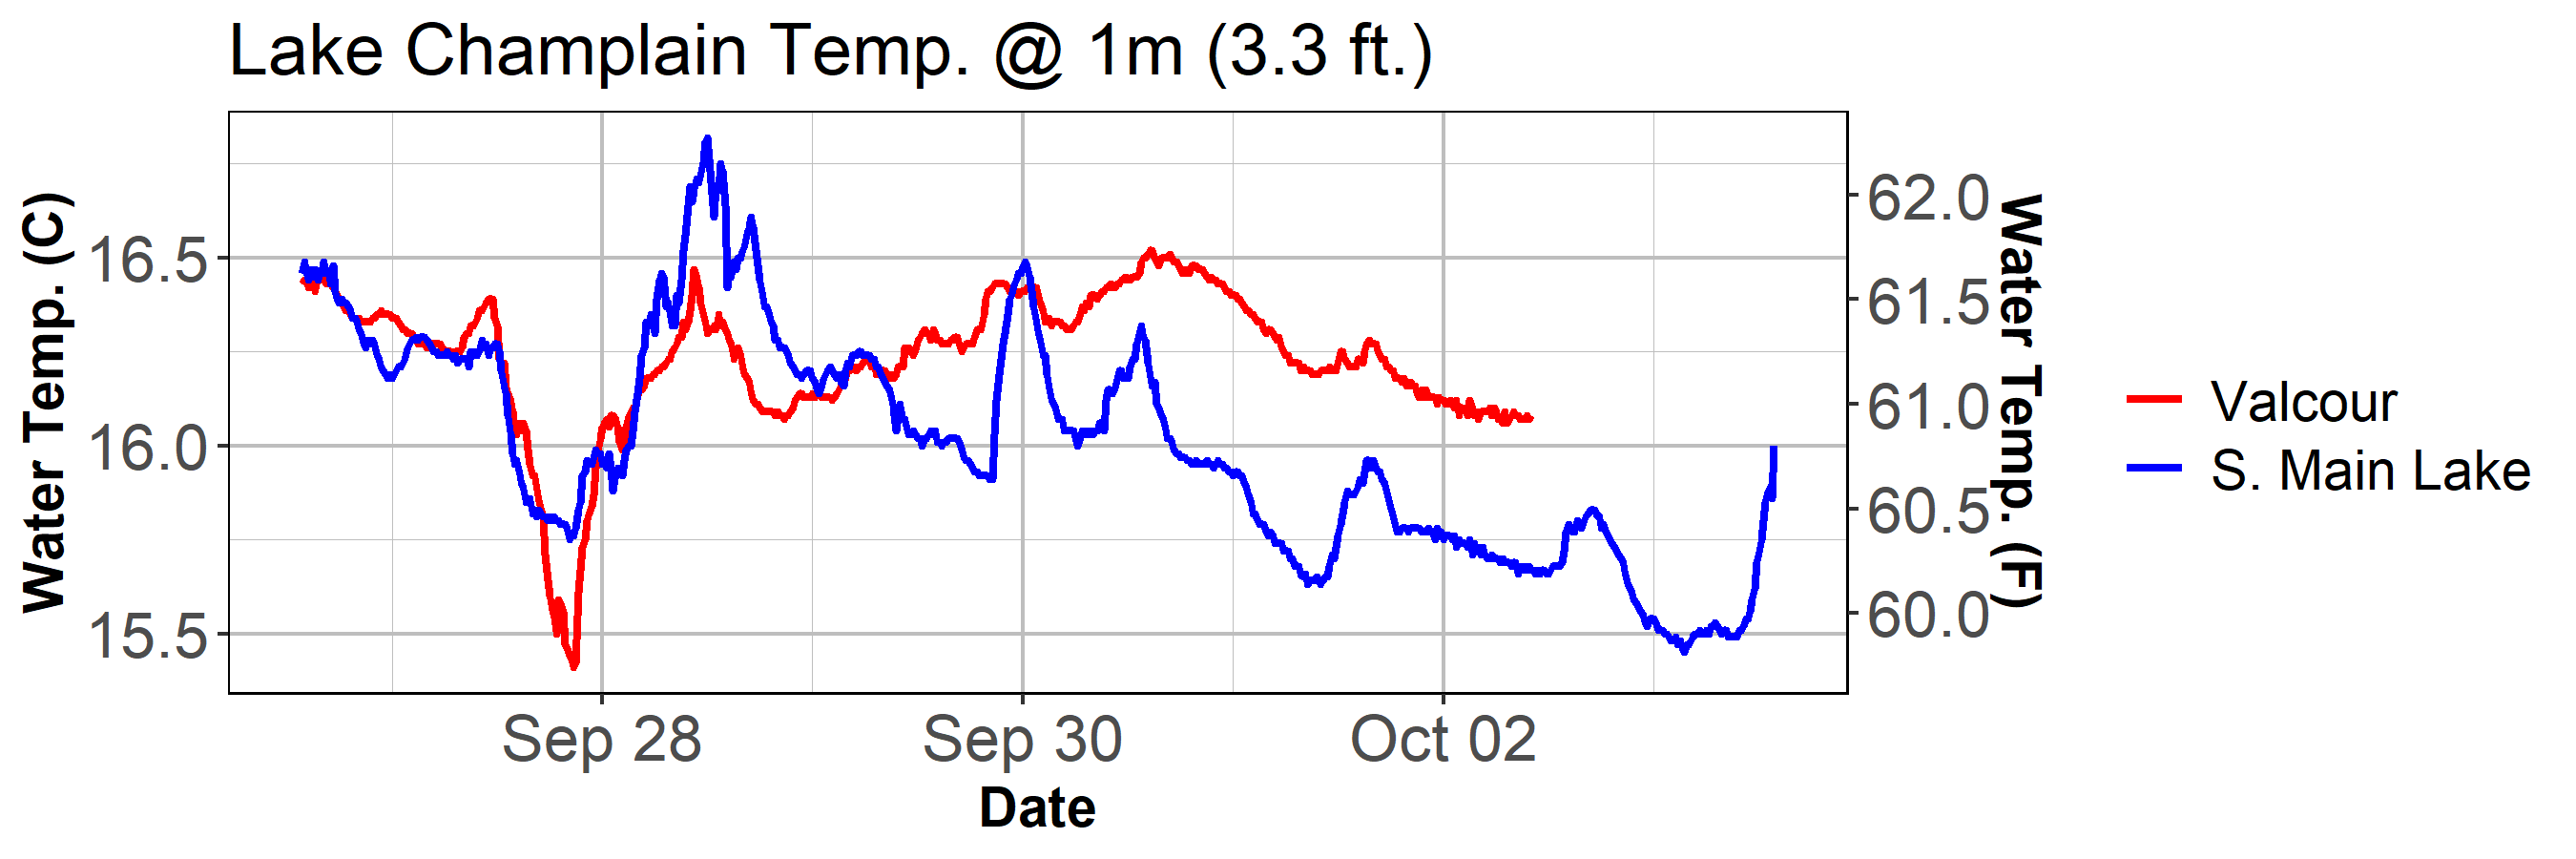 Lake Champlain Temp. @ 1m (3.3 ft.)
Water Temp. (C)
16.5
16.0
15.5
62.0
61.5
61.0
60.5
60.0
Water Temp. (F)
Sep 28
Sep 30
Oct 02
Date
Valcour
S. Main Lake